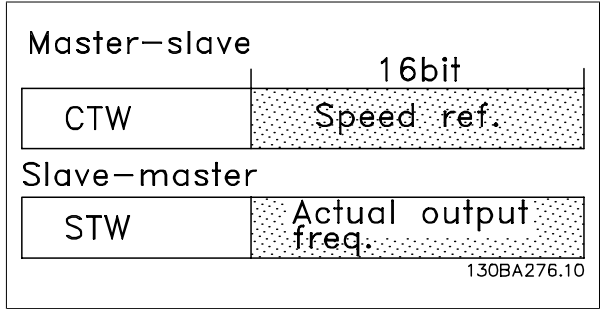 Master-slave
16bit
CTW
Speed ref.
Slave-master
STW
Actual output
freq.
130BA276.10